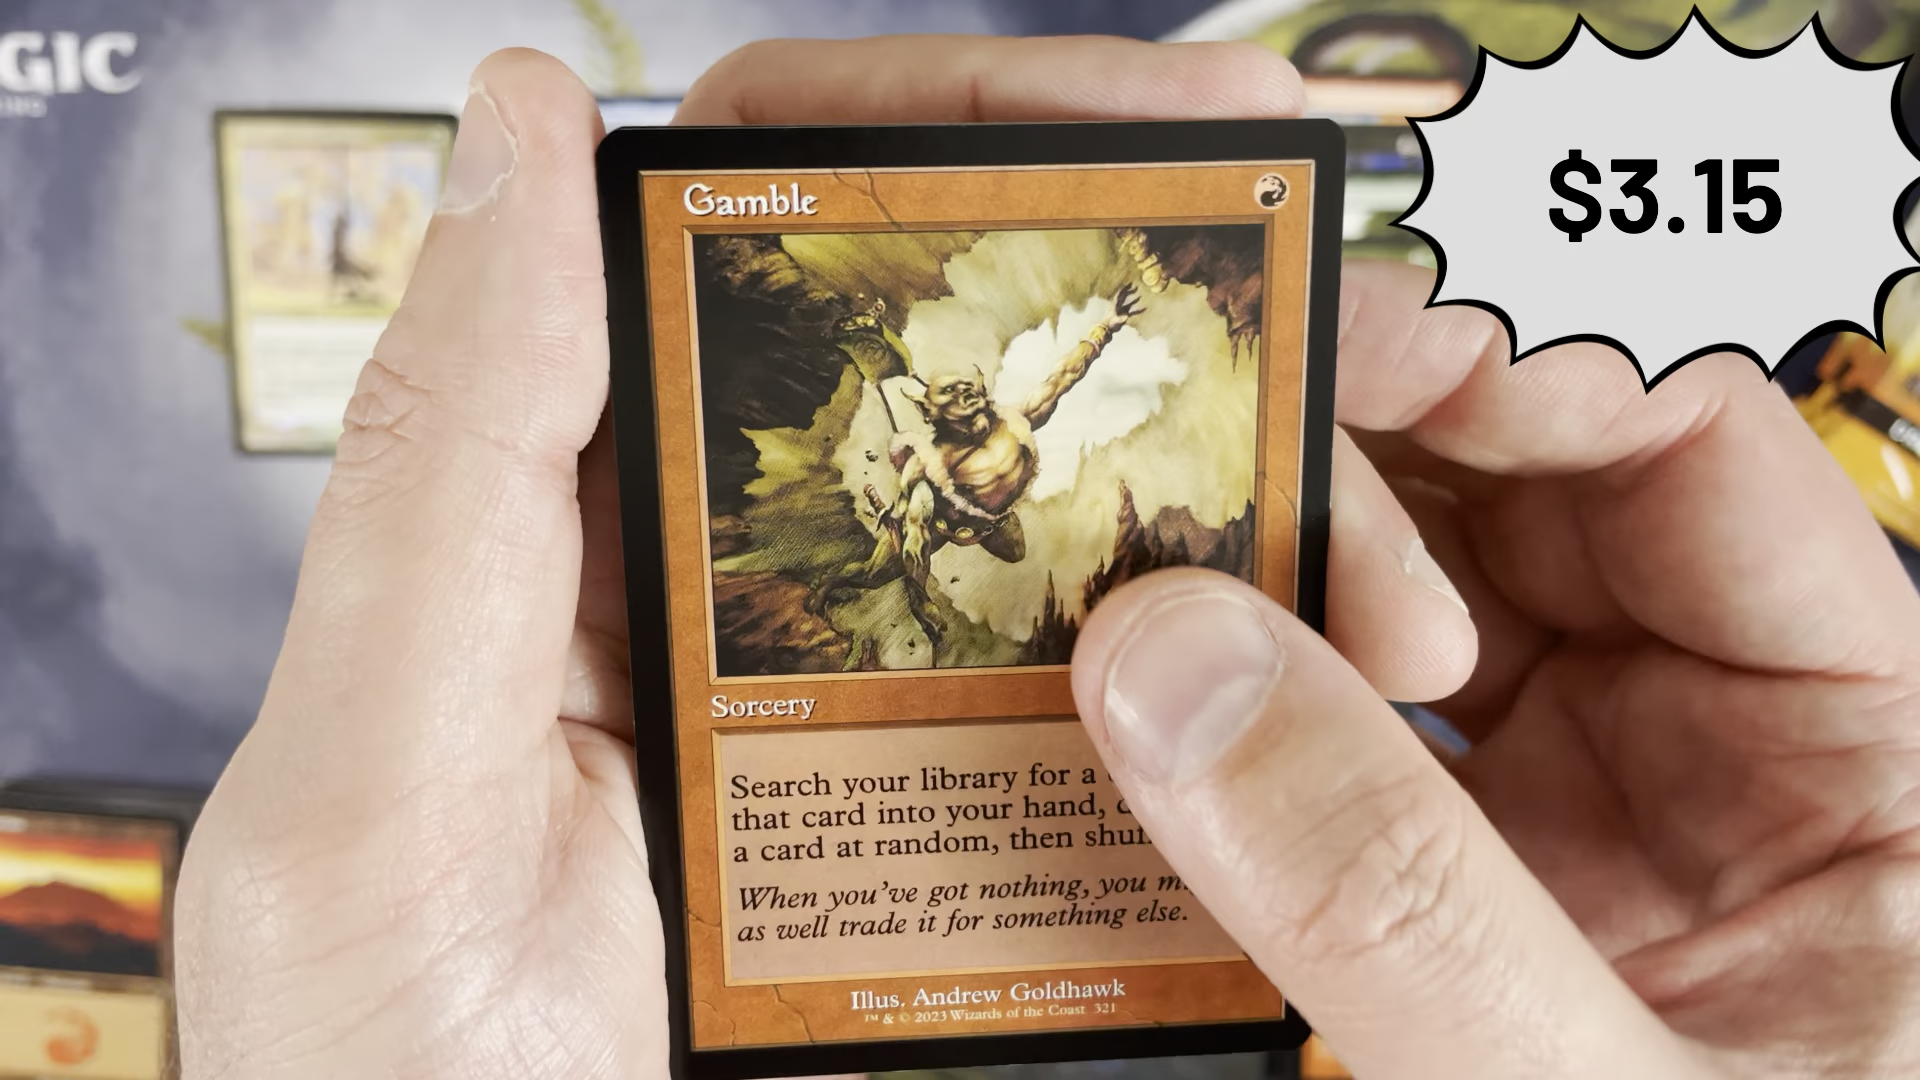 GIC
$3.15
Gamble
Sorcery
Search your library for a
that card into your hand,
a card at random, then
When you've got nothing, you
as well trade it for something else.
Illus. Andrew Goldhawk
™ & © 2023 Wizards of the Coast 321